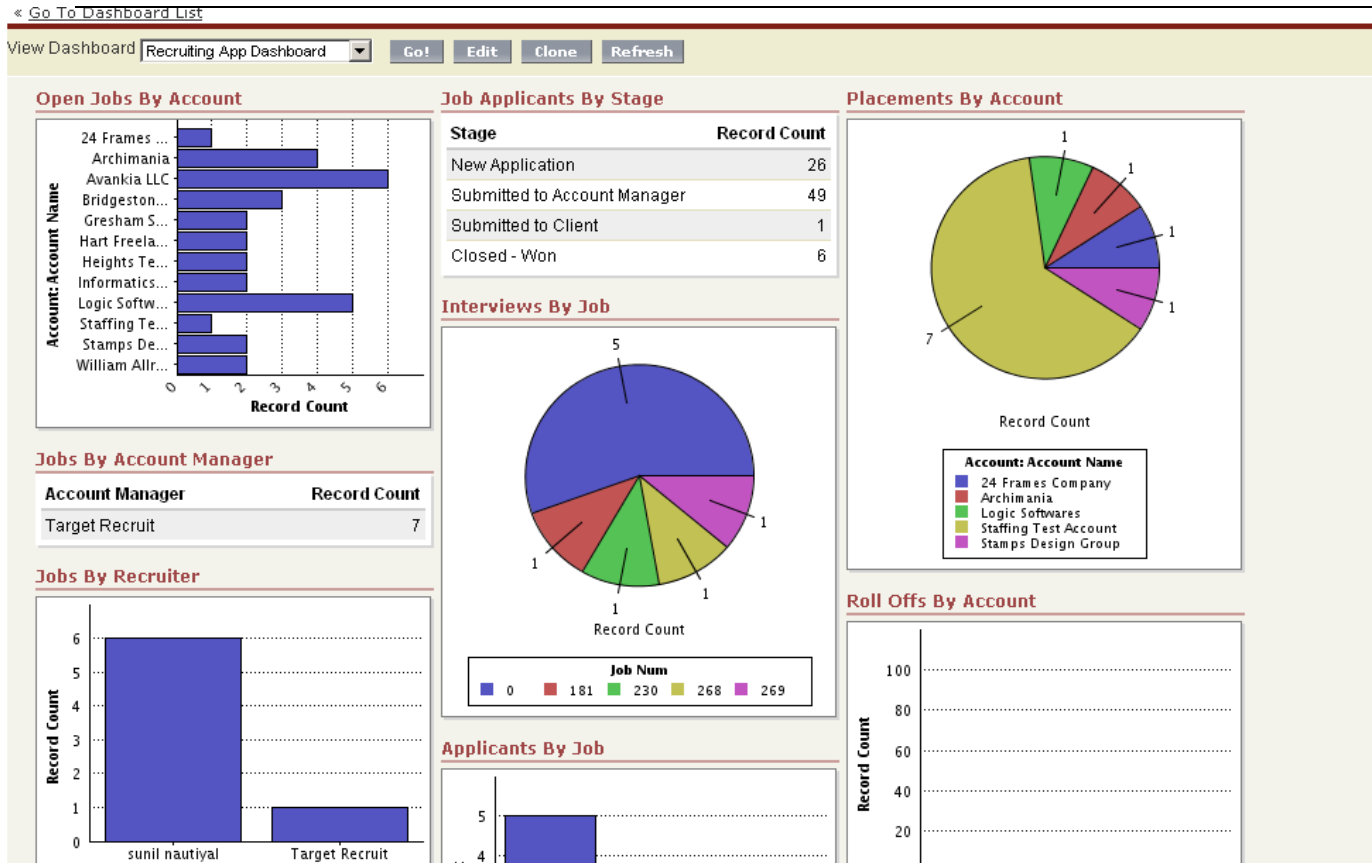 « Go To Dashboard List
View Dashboard Recruiting App Dashboard Go! Edit Clone Refresh
Open Jobs By Account
Account: Account Name
24 Frames ...
Archimania
Avankia LLC
Bridgeston...
Gresham S...
Hart Freela...
Heights Te...
Informatics...
Logic Softw...
Staffing Te...
Stamps De...
William Allr...
0 1 2 3 4 5 6
Record Count
Jobs By Account Manager
Account Manager Record Count
Target Recruit 7
Jobs By Recruiter
Record Count
6
5
4
3
2
1
0
sunil nautiyal Target Recruit
Job Applicants By Stage
Stage Record Count
New Application 26
Submitted to Account Manager 49
Submitted to Client 1
Closed - Won 6
Interviews By Job
5
1
1
1
1
Record Count
Job Num
0 181 230 268 269
Applicants By Job
5
4
Placements By Account
1
1
1
1
7
Record Count
Account: Account Name
24 Frames Company
Archimania
Logic Softwares
Staffing Test Account
Stamps Design Group
Roll Offs By Account
Record Count
100
80
60
40
20